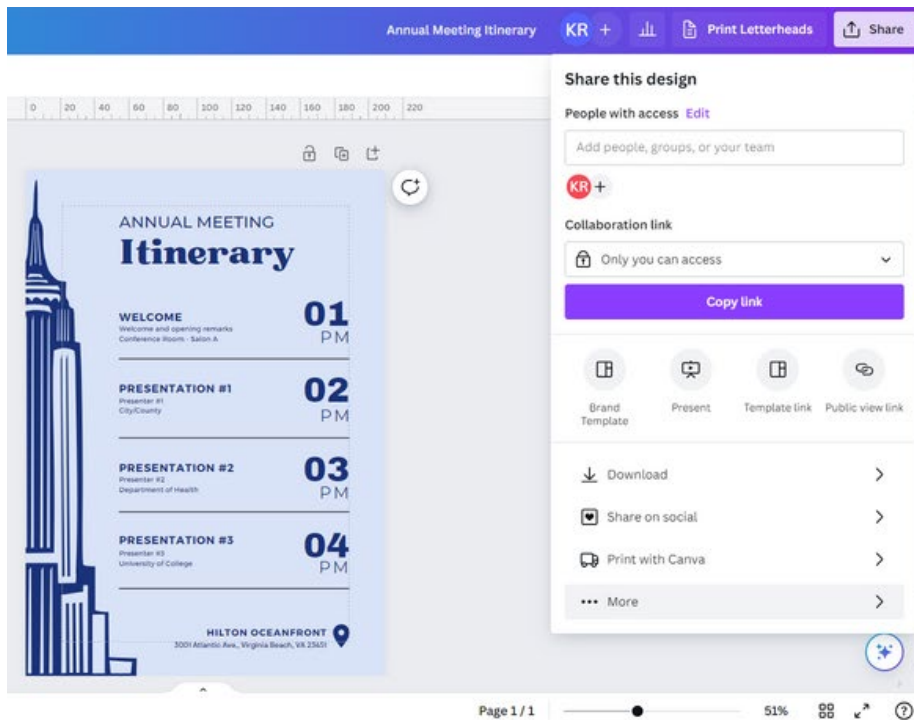 Annual Meeting Itinerary
KR
+
Print Letterheads
Share
0 20 40 60 80 100 120 140 160 180 200 220
ANNUAL MEETING
Itinerary
WELCOME
Welcome and opening remarks
Conference Room - Salon A
01
PM
PRESENTATION #1
Presenter #1
City/County
02
PM
PRESENTATION #2
Presenter #2
Department of Health
03
PM
PRESENTATION #3
Presenter #3
University of College
04
PM
HILTON OCEANFRONT
3001 Atlantic Ave., Virginia Beach, VA 23451
Share this design
People with access Edit
Add people, groups, or your team
KR +
Collaboration link
Only you can access
Copy link
Brand
Template
Present
Template link
Public view link
Download
Share on social
Print with Canva
More
Page 1 / 1
51%
?